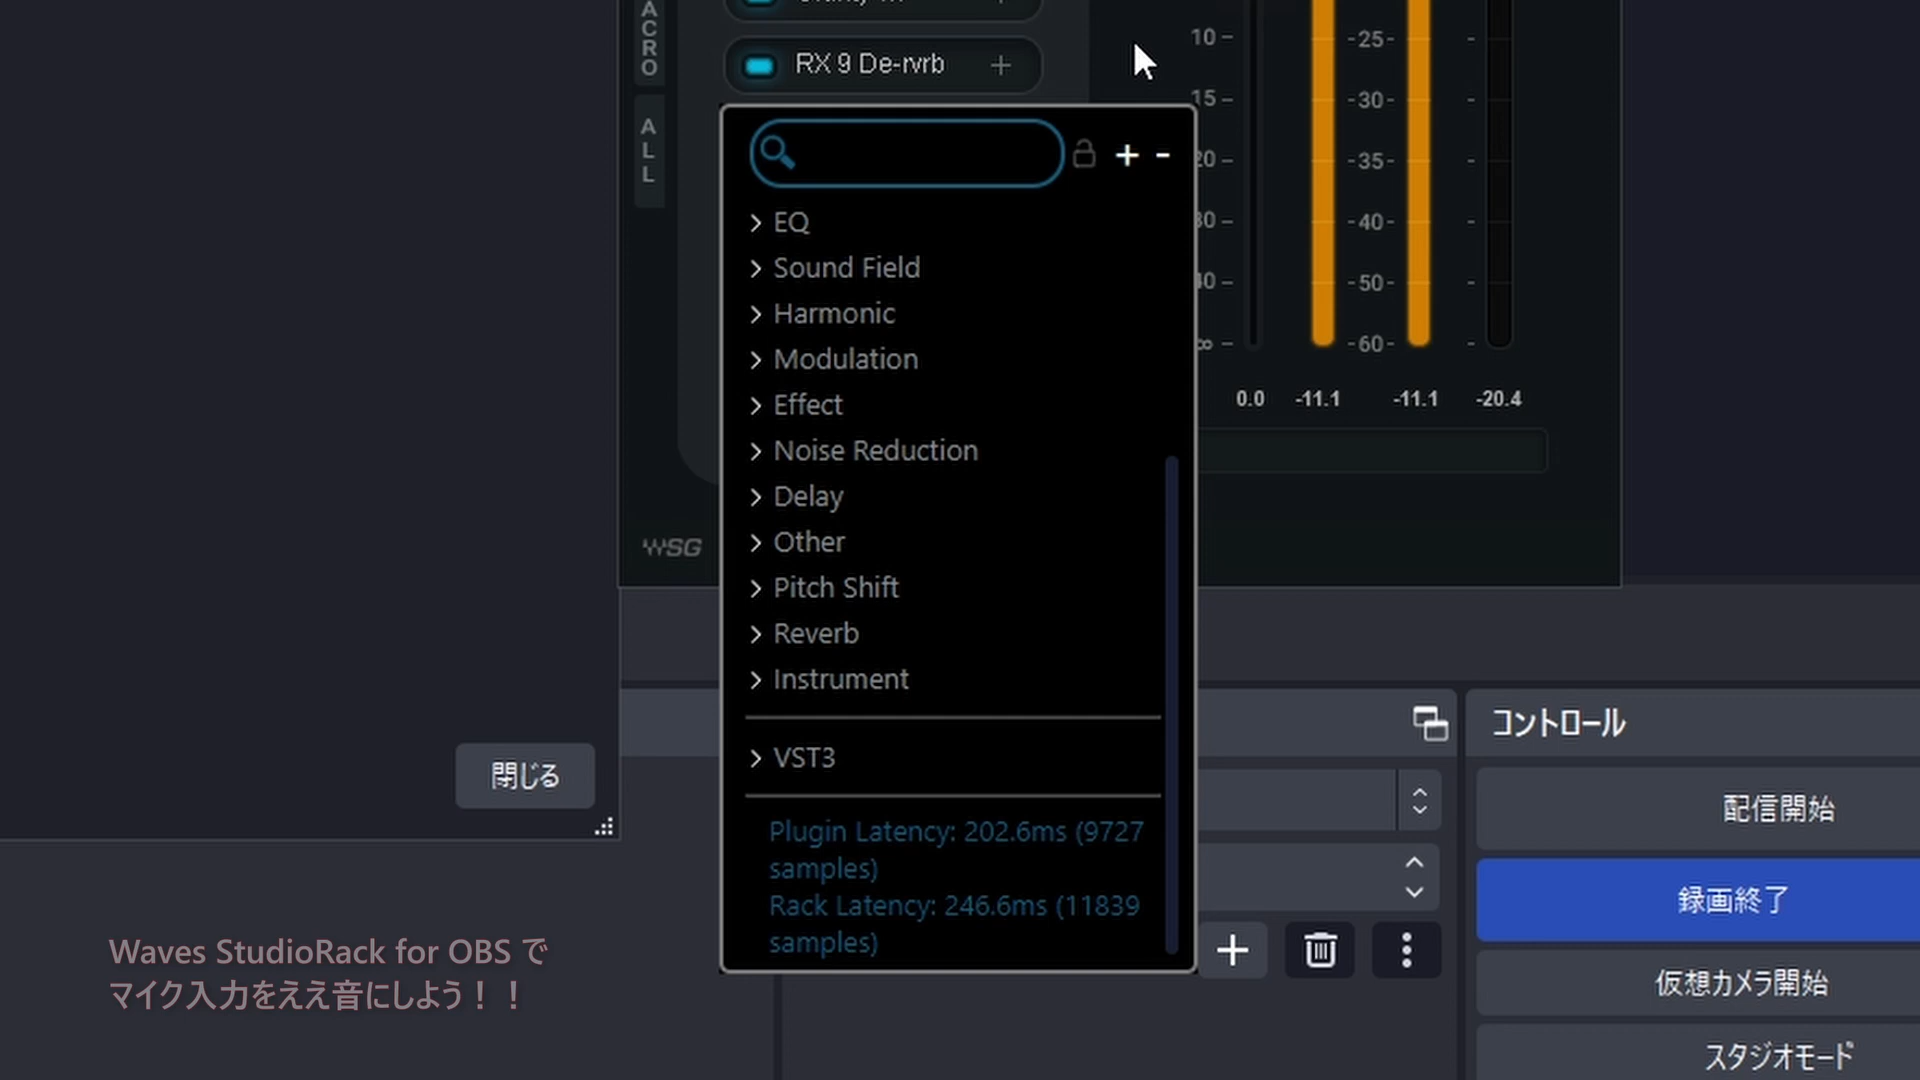 ACRO
ALL
RX 9 De-rvrb
EQ
Sound Field
Harmonic
Modulation
Effect
Noise Reduction
Delay
Other
Pitch Shift
Reverb
Instrument
VST3
Plugin Latency: 202.6ms (9727
samples)
Rack Latency: 246.6ms (11839
samples)
10 -
15 -
20 -
30 -
40 -
∞ -
-25-
-30-
-35-
-40-
-50-
-60-
0.0 -11.1 -11.1 -20.4
WSG
閉じる
コントロール
配信開始
録画終了
仮想カメラ開始
スタジオモード
Waves StudioRack for OBS で
マイク入力をええ音にしよう！！